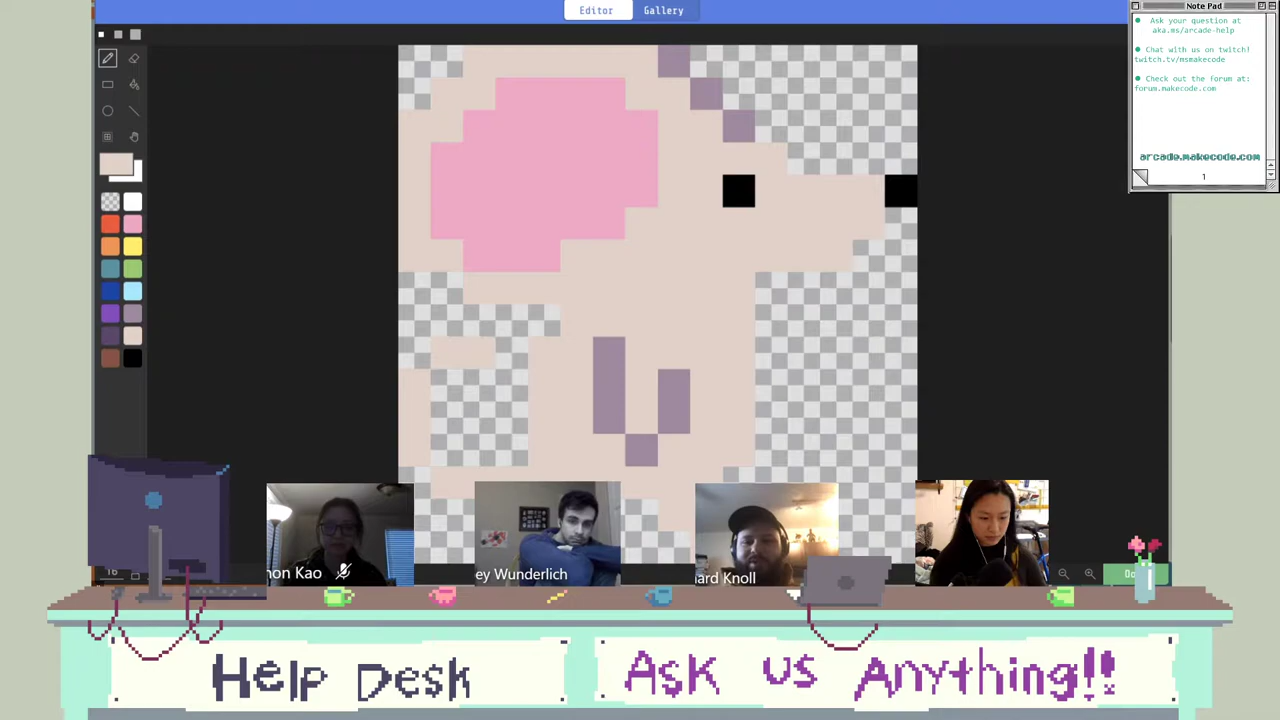 Editor
Gallery
Note Pad
Ask your question at
aka.ms/arcade-help
Chat with us on twitch!
twitch.tv/msmakecode
Check out the forum at:
forum.makecode.com
arcade.makecode.com
1
16
Do
non Kao
ey Wunderlich
ard Knoll
Help Desk
Ask us Anything!!